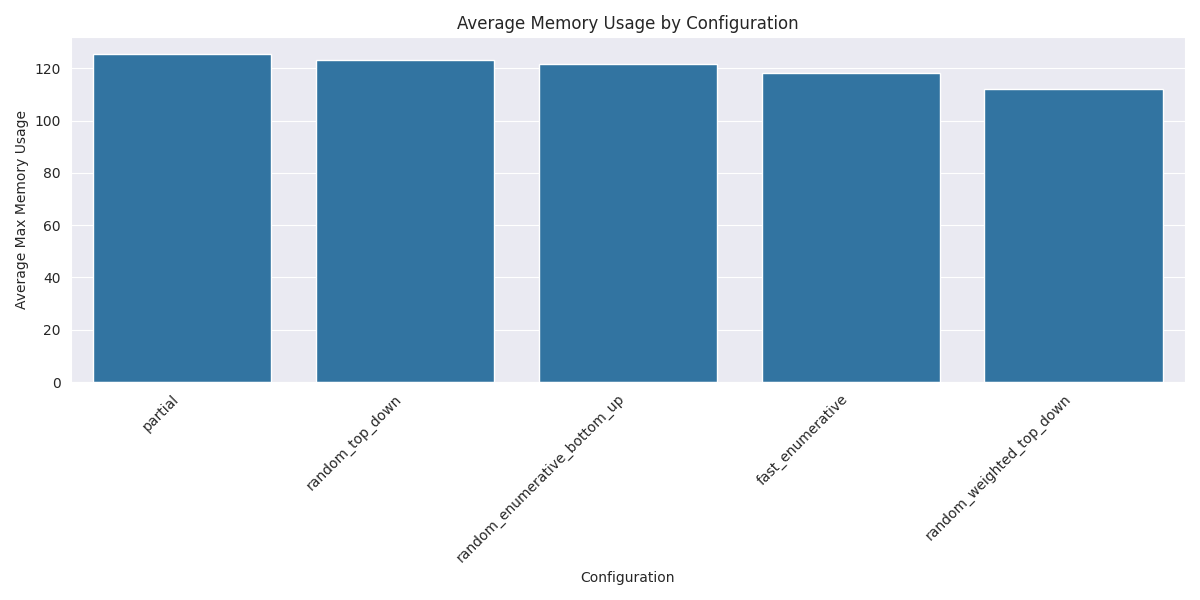 Average Memory Usage by Configuration
Average Max Memory Usage
120
100
80
60
40
20
0
partial
random_top_down
random_enumerative_bottom_up
fast_enumerative
random_weighted_top_down
Configuration